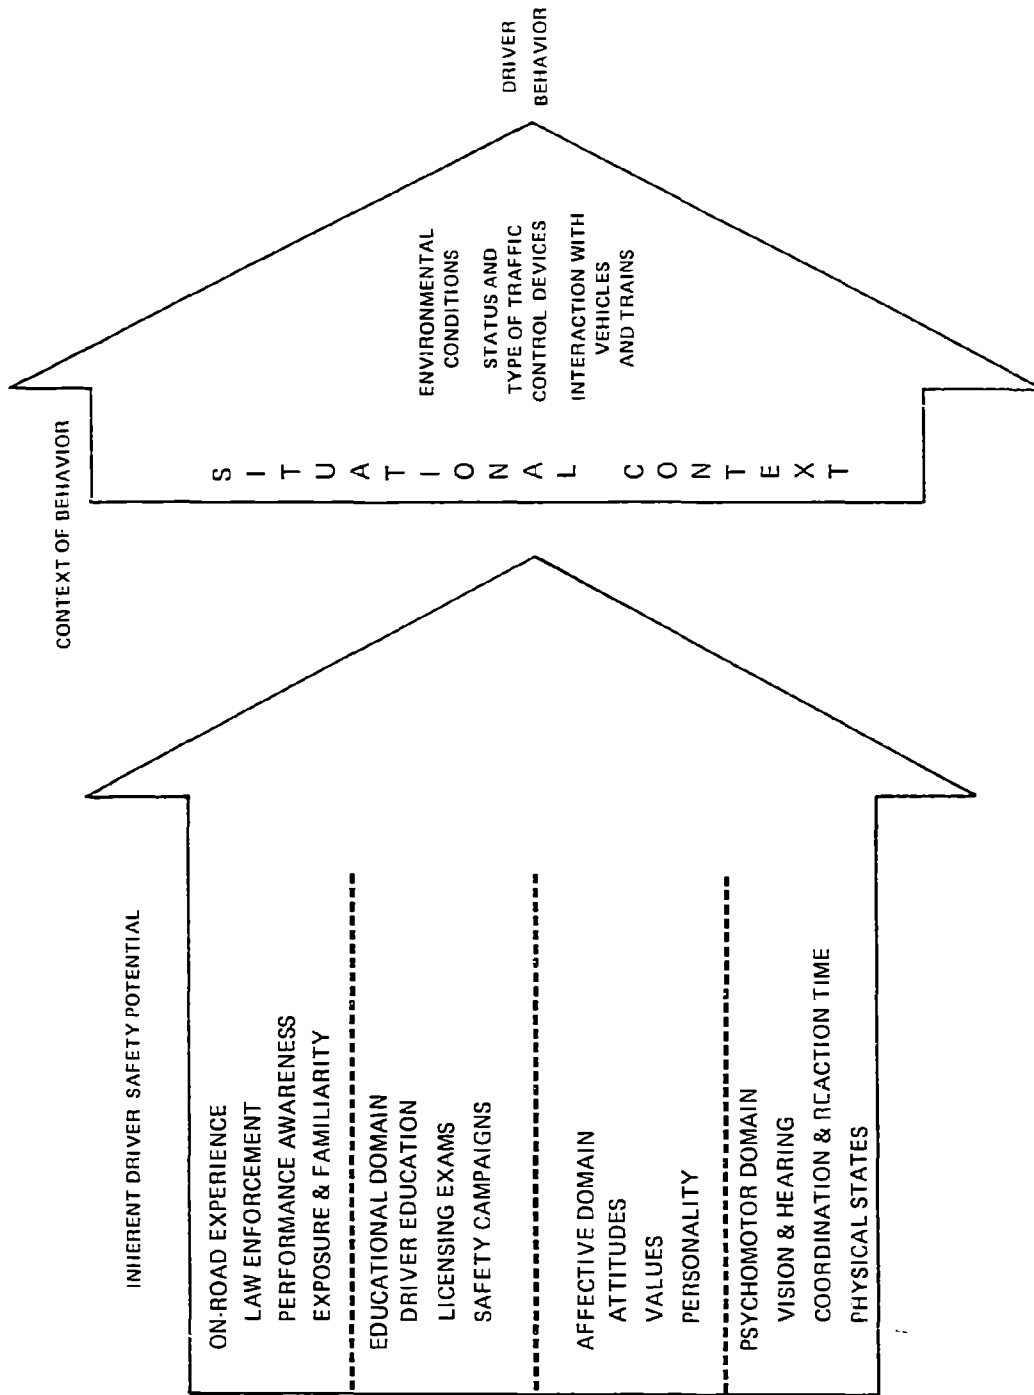 INHERENT DRIVER SAFETY POTENTIAL
ON-ROAD EXPERIENCE
LAW ENFORCEMENT
PERFORMANCE AWARENESS
EXPOSURE & FAMILIARITY
EDUCATIONAL DOMAIN
DRIVER EDUCATION
LICENSING EXAMS
SAFETY CAMPAIGNS
AFFECTIVE DOMAIN
ATTITUDES
VALUES
PERSONALITY
PSYCHOMOTOR DOMAIN
VISION & HEARING
COORDINATION & REACTION TIME
PHYSICAL STATES
CONTEXT OF BEHAVIOR
SITUATIONAL CONTEXT
ENVIRONMENTAL
CONDITIONS
STATUS AND
TYPE OF TRAFFIC
CONTROL DEVICES
INTERACTION WITH
VEHICLES
AND TRAINS
DRIVER
BEHAVIOR